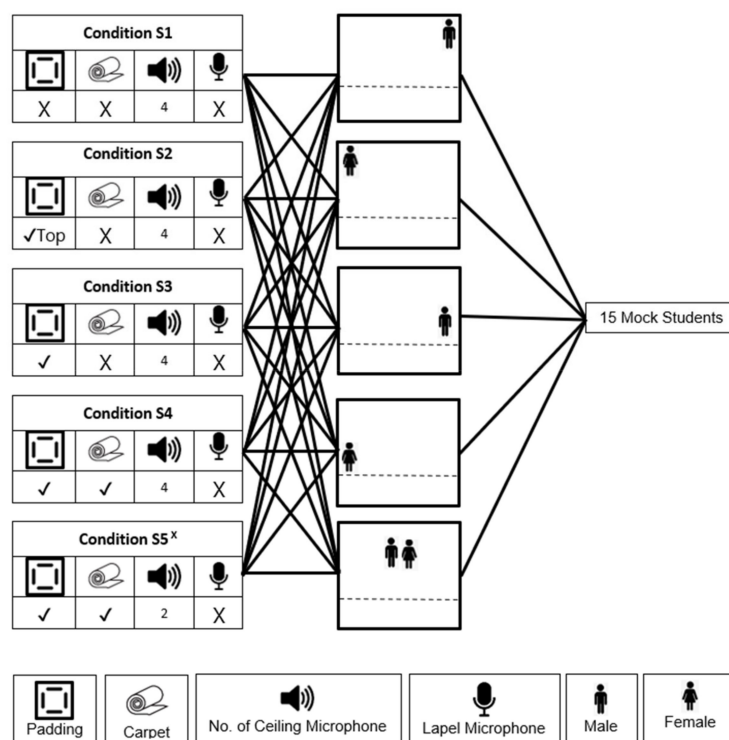 Condition S1
X X 4 X
Condition S2
✓Top X 4 X
Condition S3
✓ X 4 X
15 Mock Students
Condition S4
✓ ✓ 4 X
Condition S5 ˣ
✓ ✓ 2 X
Padding Carpet No. of Ceiling Microphone Lapel Microphone Male Female